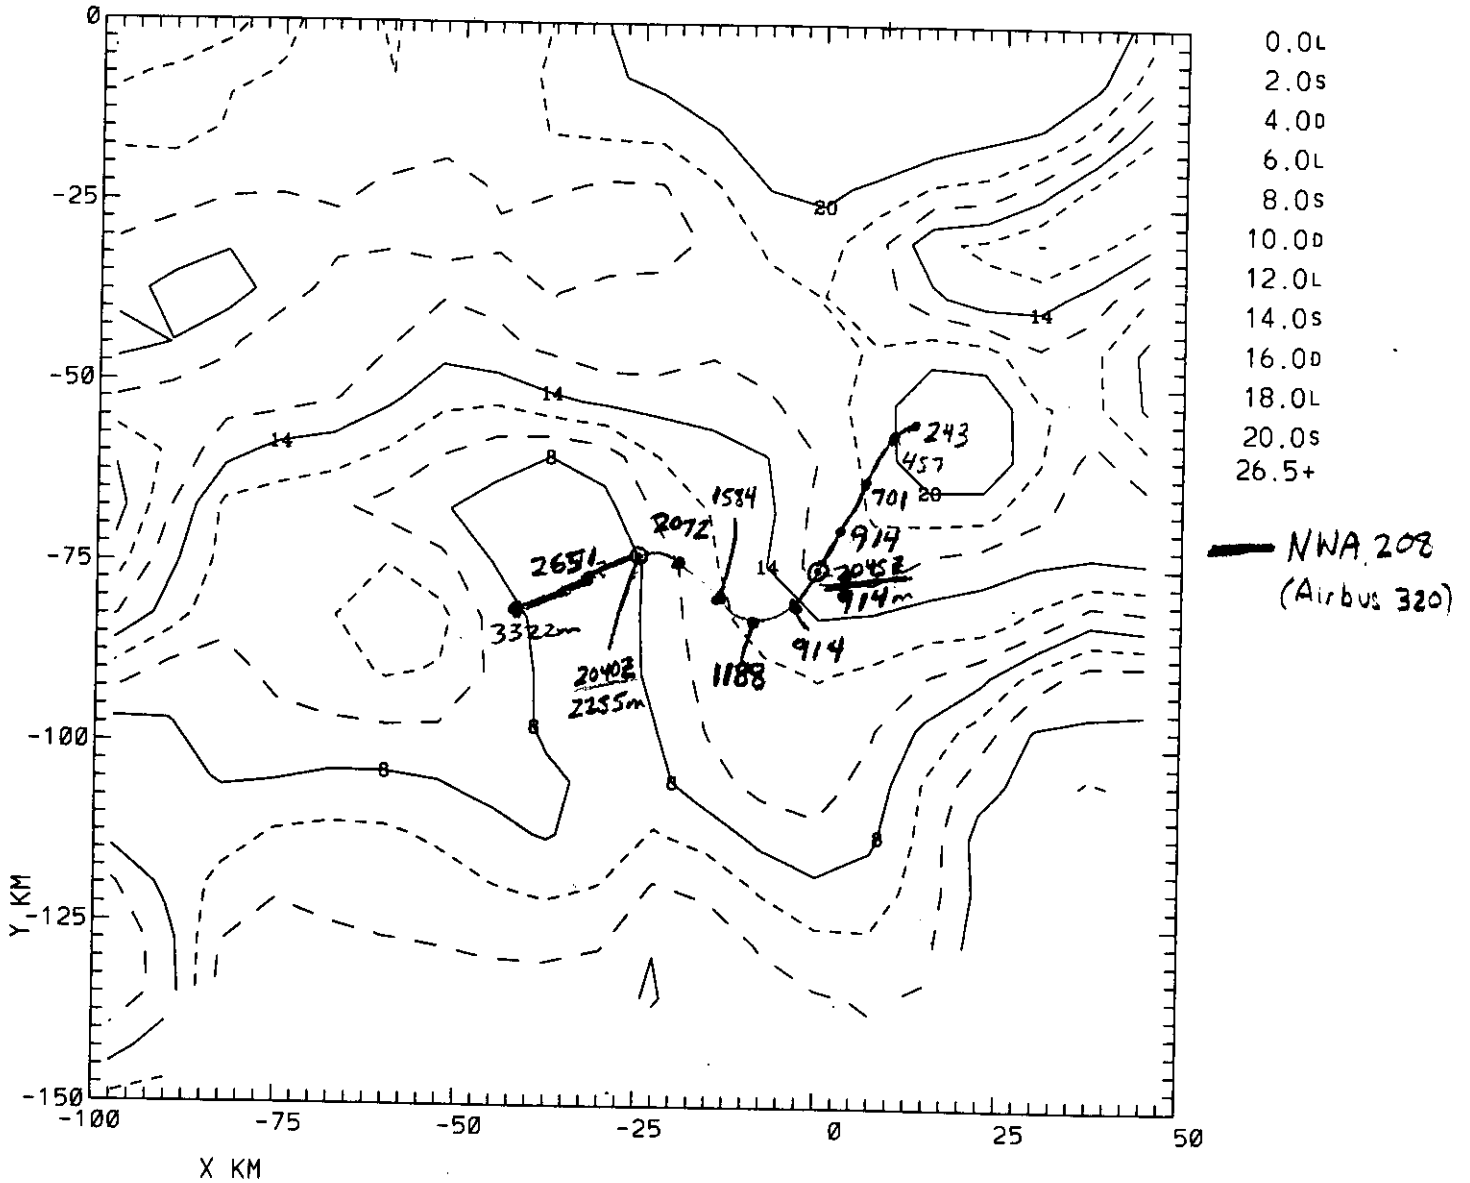 0
-25
-50
-75
-100
-125
-150
Y, KM
-100
-75
-50
-25
0
25
50
X KM
20
14
14
14
8
20
14
8
8
8
8
243
457
701
914
2045Z
914m
914
1188
1584
2072
2651
3322m
2040Z
2255m
0.0L
2.0S
4.0D
6.0L
8.0S
10.0D
12.0L
14.0S
16.0D
18.0L
20.0S
26.5+
NWA 208
(Airbus 320)